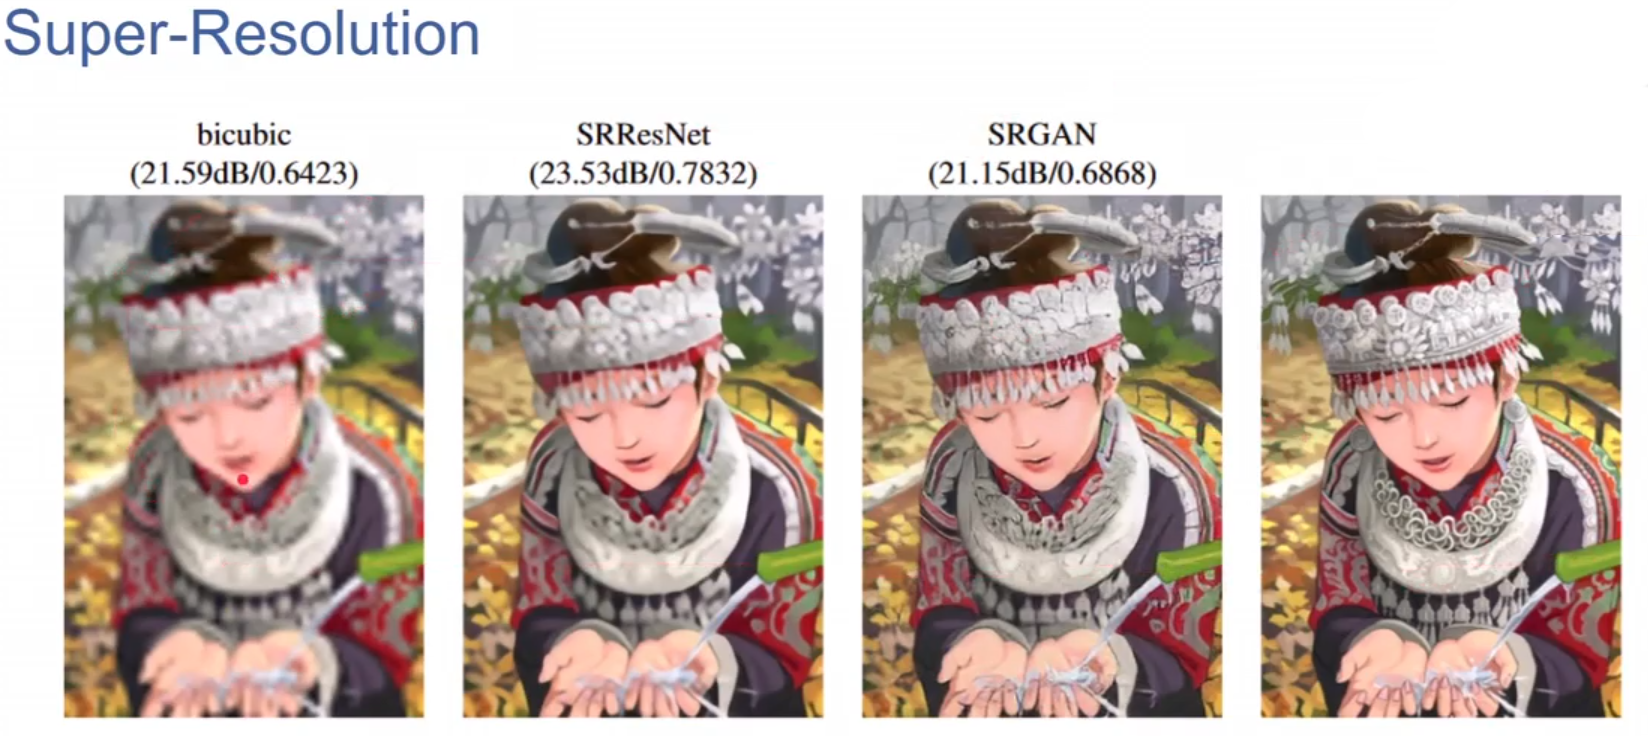 Super-Resolution
bicubic
(21.59dB/0.6423)
SRResNet
(23.53dB/0.7832)
SRGAN
(21.15dB/0.6868)